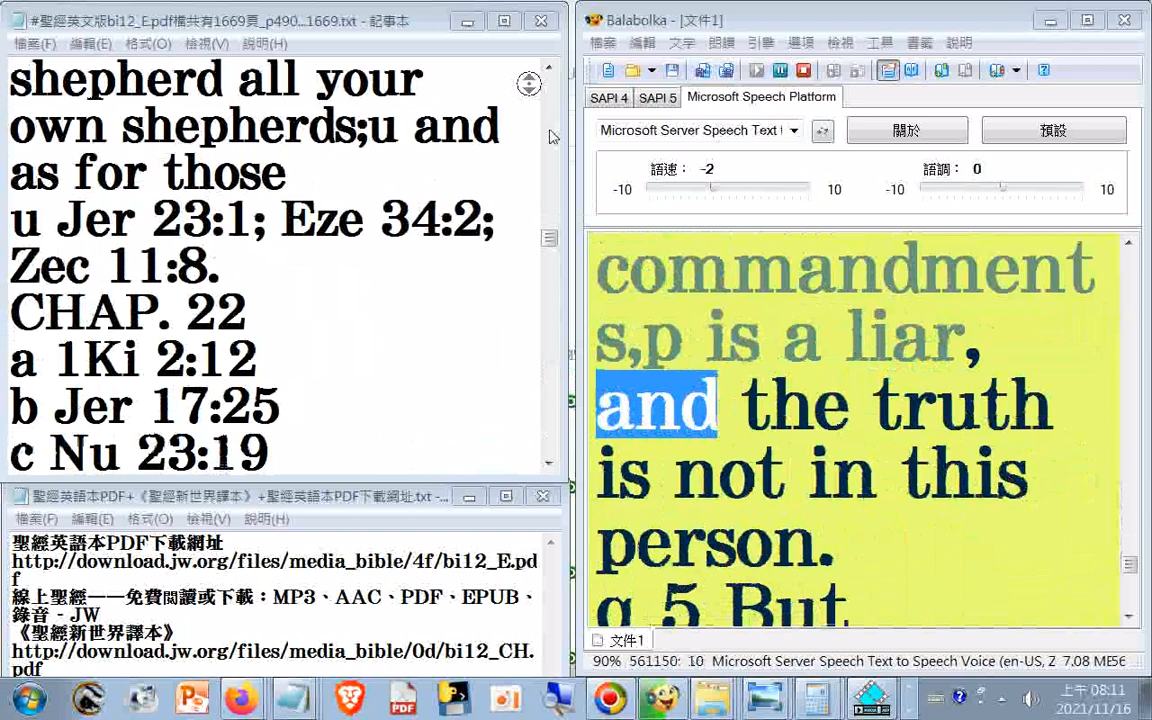 #聖經英文版bi12_E.pdf檔共有1669頁_p490...1669.txt - 記事本
檔案(F) 編輯(E) 格式(O) 檢視(V) 說明(H)
shepherd all your
own shepherds;u and
as for those
u Jer 23:1; Eze 34:2;
Zec 11:8.
CHAP. 22
a 1Ki 2:12
b Jer 17:25
c Nu 23:19
聖經英語本PDF+《聖經新世界譯本》+聖經英語本PDF下載網址.txt - ...
檔案(F) 編輯(E) 格式(O) 檢視(V) 說明(H)
聖經英語本PDF下載網址
http://download.jw.org/files/media_bible/4f/bi12_E.pd
f
線上聖經──免費閱讀或下載：MP3、AAC、PDF、EPUB、
錄音 - JW
《聖經新世界譯本》
http://download.jw.org/files/media_bible/0d/bi12_CH.
pdf
Balabolka - [文件1]
檔案 編輯 文字 朗讀 引擎 選項 檢視 工具 書籤 說明
SAPI 4 SAPI 5 Microsoft Speech Platform
Microsoft Server Speech Text
關於 預設
語速： -2 語調： 0
-10 10 -10 10
commandment
s,p is a liar,
and the truth
is not in this
person.
q 5 But
文件1
90% 561150: 10 Microsoft Server Speech Text to Speech Voice (en-US, Z 7.08 ME
上午 08:11
2021/11/16